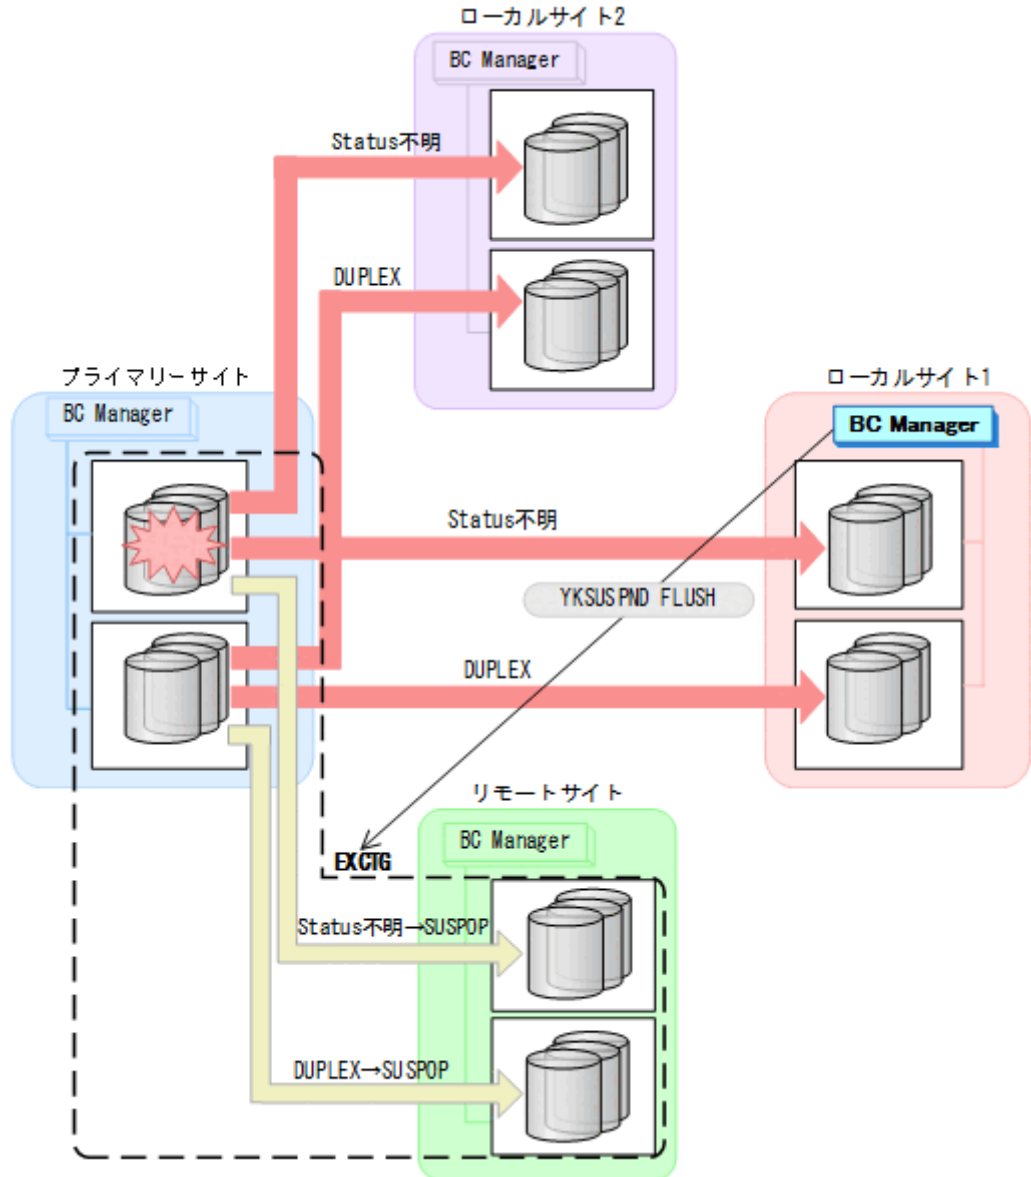 ローカルサイト2
BC Manager
Status不明
DUPLEX
プライマリーサイト
BC Manager
ローカルサイト1
BC Manager
Status不明
YKSUSPND FLUSH
DUPLEX
リモートサイト
BC Manager
EXCTG
Status不明→SUSPOP
DUPLEX→SUSPOP